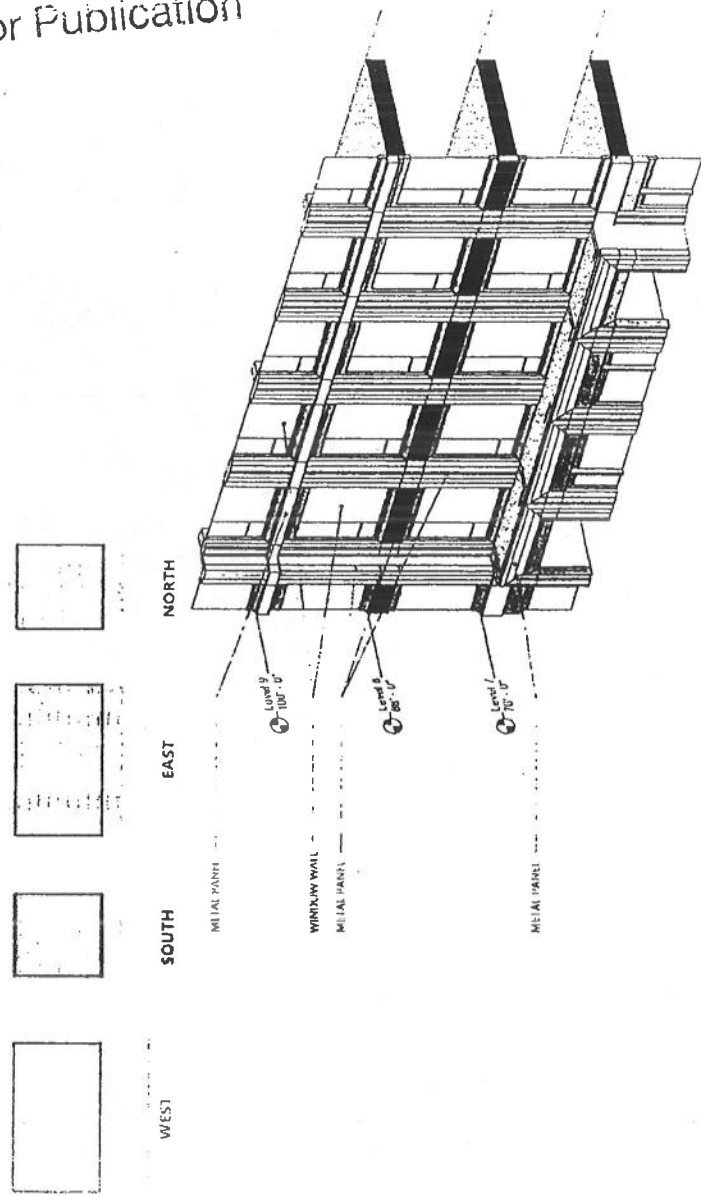 or Publication
NORTH
EAST
SOUTH
WEST
METAL PANEL
WINDOW WALL
METAL PANEL
METAL PANEL
Level 9
100' - 0"
Level 8
Level 7
70' - 0"